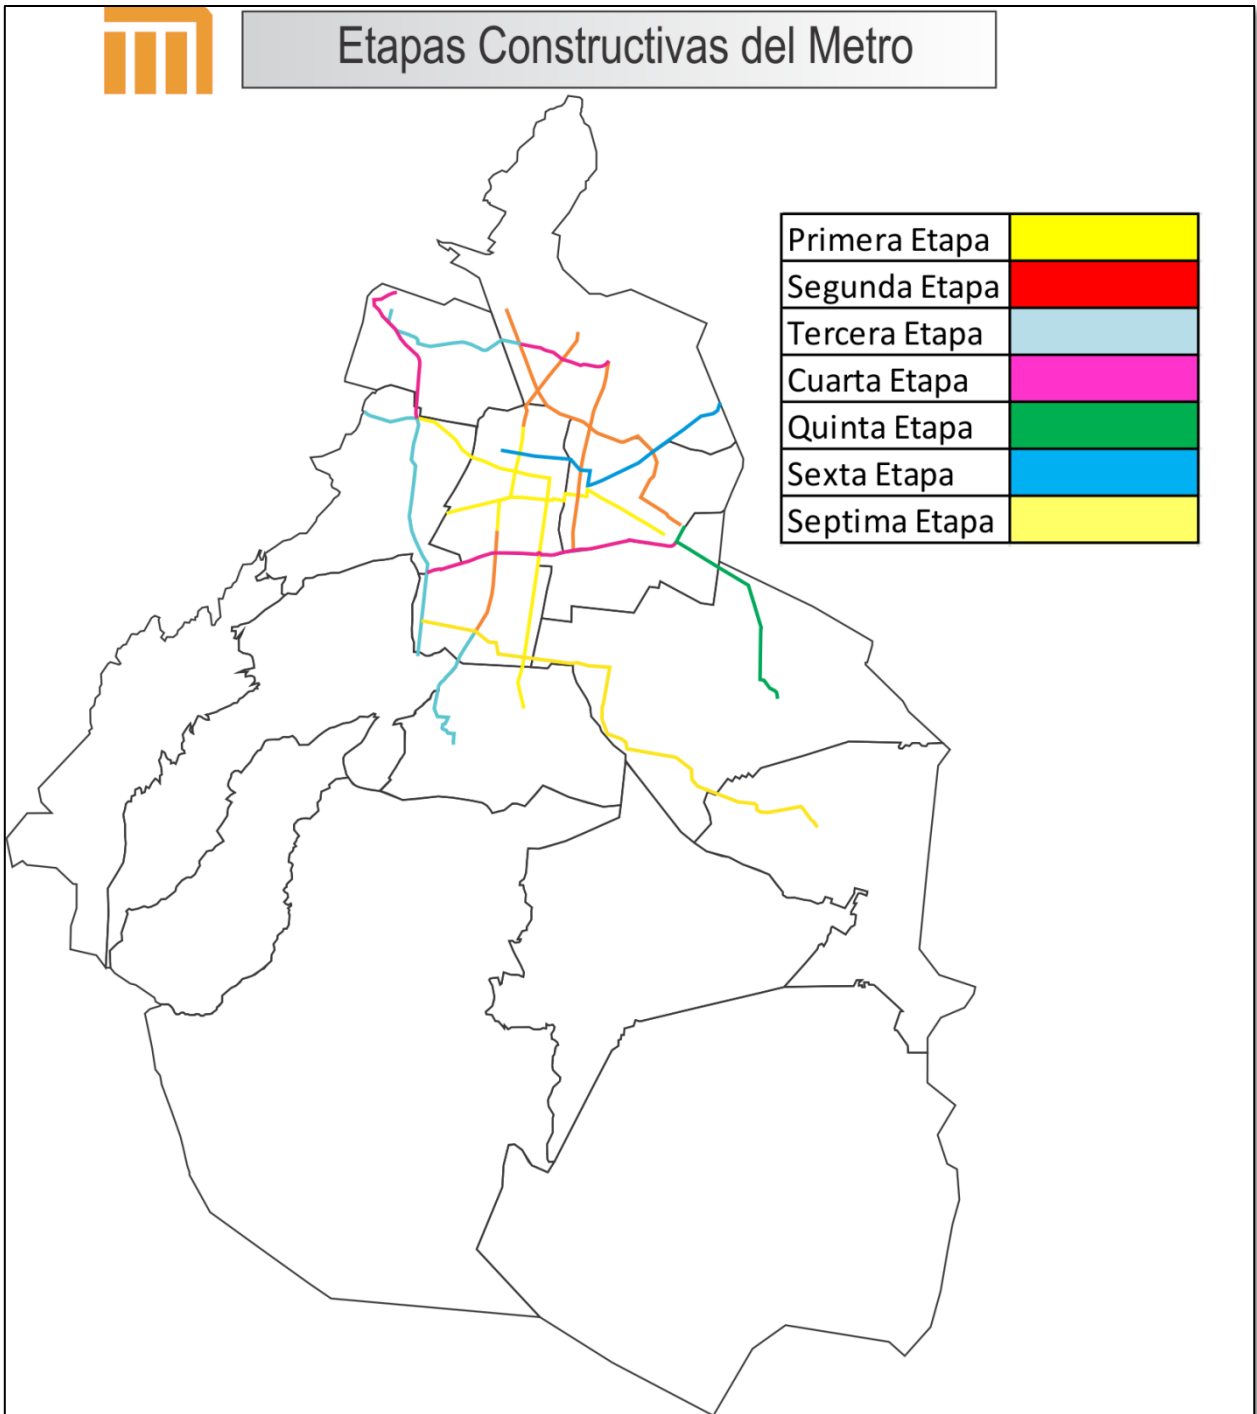 Etapas Constructivas del Metro
Primera Etapa
Segunda Etapa
Tercera Etapa
Cuarta Etapa
Quinta Etapa
Sexta Etapa
Septima Etapa